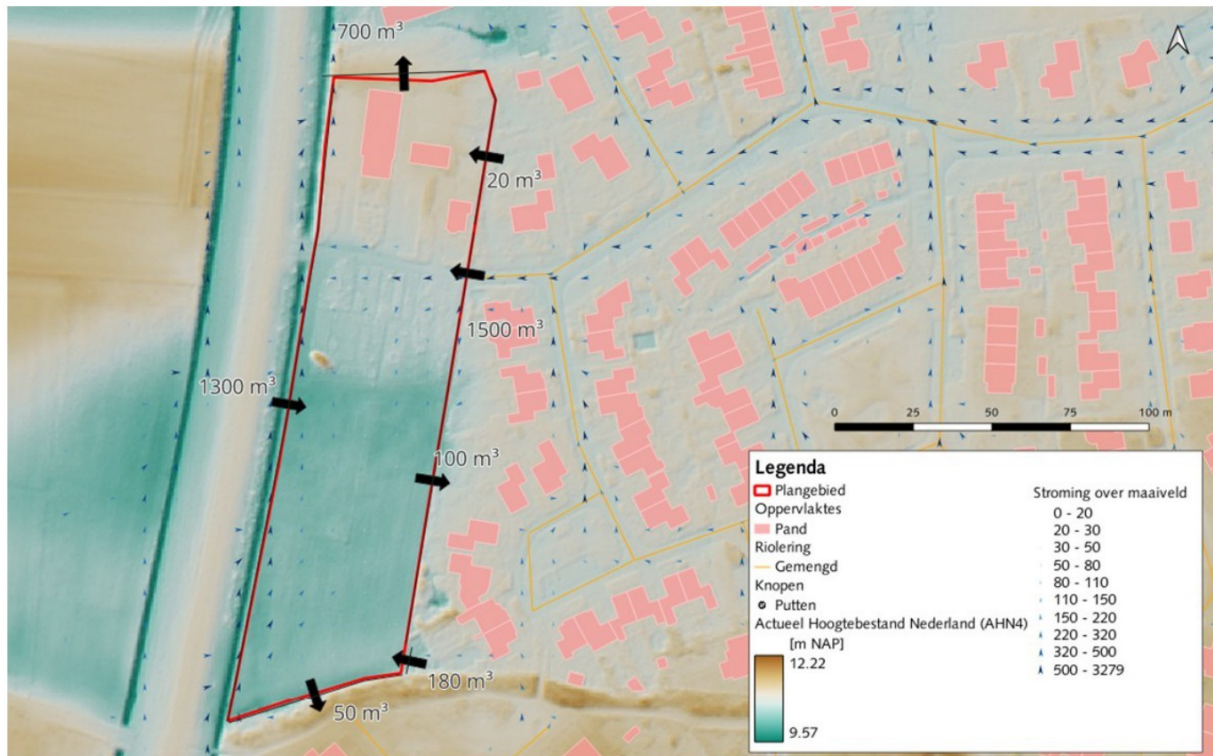 700 m³
20 m³
1500 m³
1300 m³
100 m³
180 m³
50 m³
0 25 50 75 100 m
Legenda
Plangebied
Oppervlaktes
Pand
Riolering
Gemengd
Knopen
Putten
Actueel Hoogtebestand Nederland (AHN4)
[m NAP]
12.22
9.57
Stroming over maaiveld
0 - 20
20 - 30
30 - 50
50 - 80
80 - 110
110 - 150
150 - 220
220 - 320
320 - 500
500 - 3279